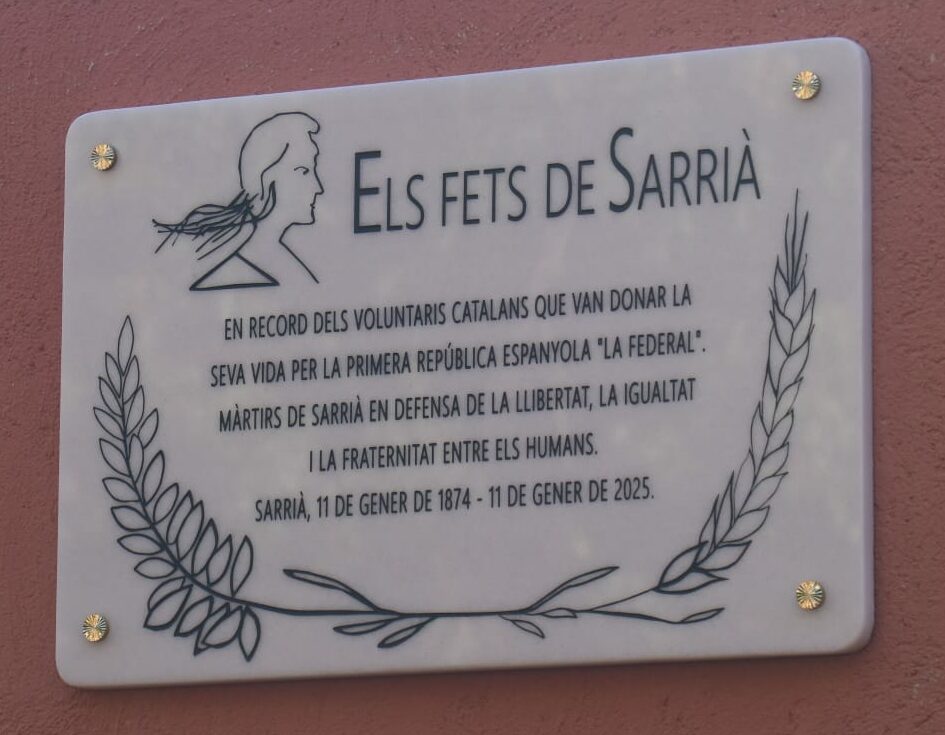 ELS FETS DE SARRIÀ
EN RECORD DELS VOLUNTARIS CATALANS QUE VAN DONAR LA
SEVA VIDA PER LA PRIMERA REPÚBLICA ESPANYOLA "LA FEDERAL".
MÀRTIRS DE SARRIÀ EN DEFENSA DE LA LLIBERTAT, LA IGUALTAT
I LA FRATERNITAT ENTRE ELS HUMANS.
SARRIÀ, 11 DE GENER DE 1874 - 11 DE GENER DE 2025.